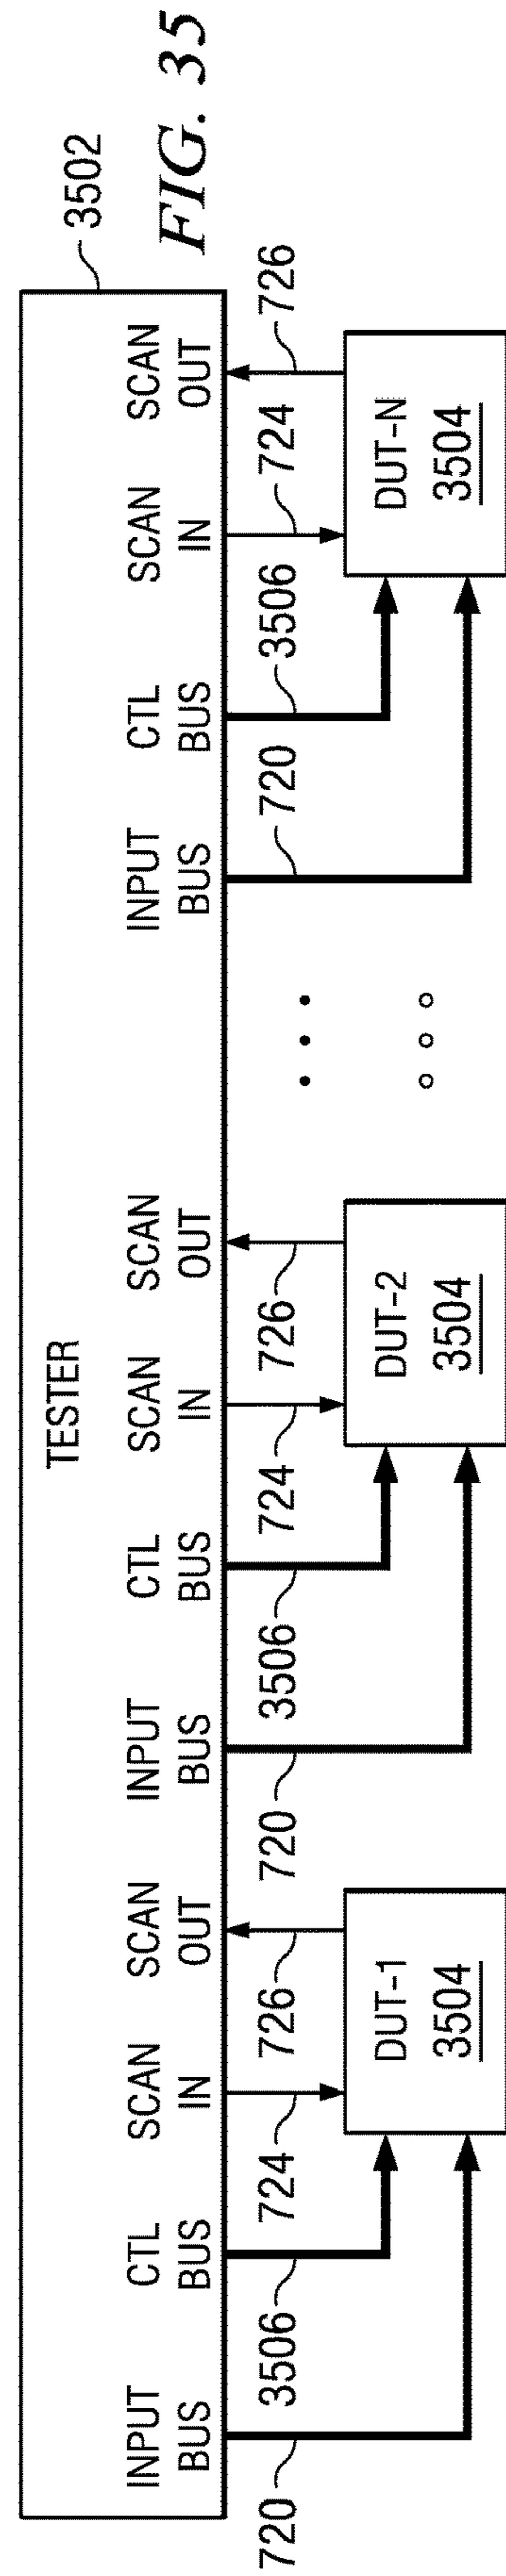 TESTER
3502
INPUT BUS
CTL BUS
SCAN IN
SCAN OUT
INPUT BUS
CTL BUS
SCAN IN
SCAN OUT
INPUT BUS
CTL BUS
SCAN IN
SCAN OUT
720
3506
724
726
720
3506
724
726
720
3506
724
726
DUT-1
3504
DUT-2
3504
DUT-N
3504
FIG. 35